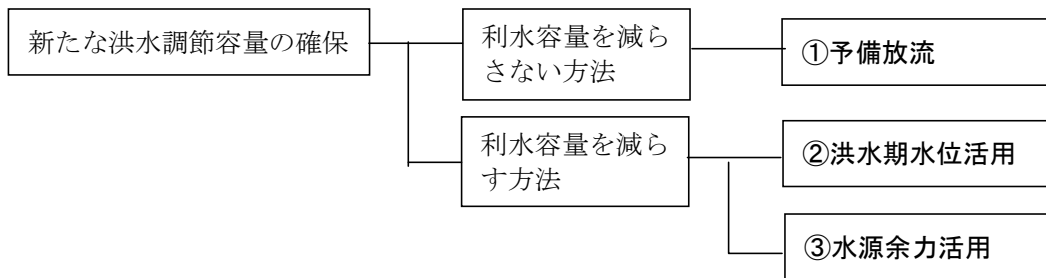 新たな洪水調節容量の確保
利水容量を減ら
さない方法
①予備放流
利水容量を減ら
す方法
②洪水期水位活用
③水源余力活用